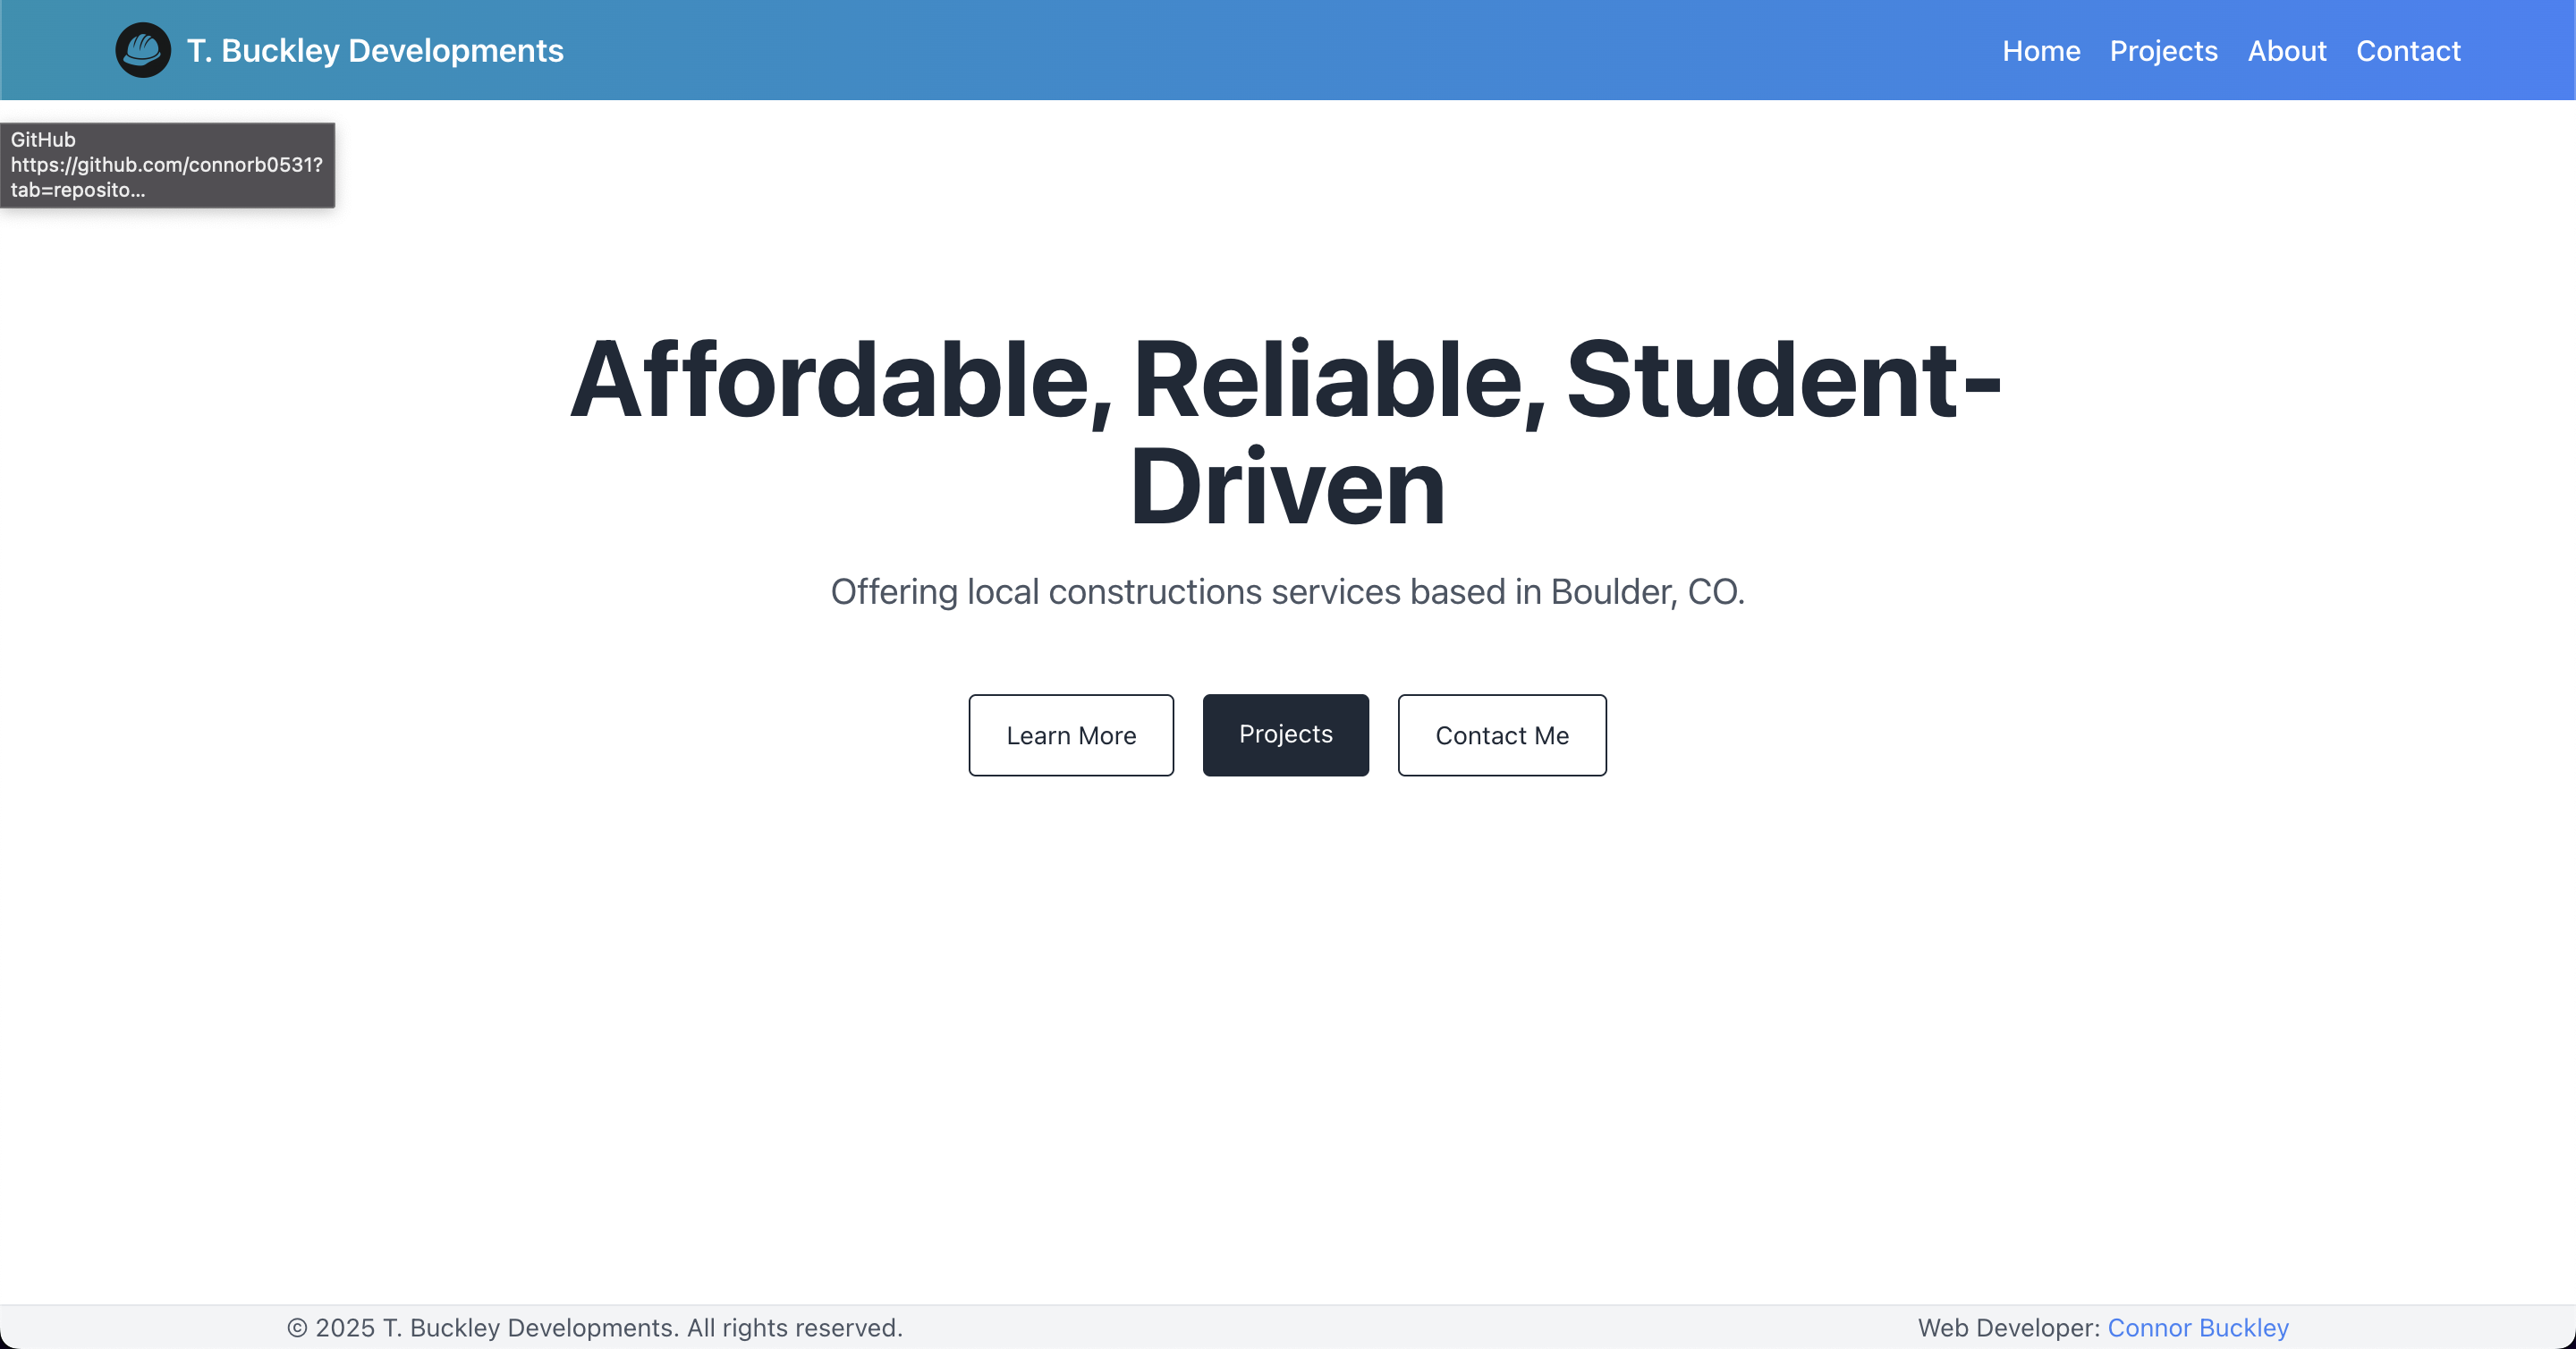 T. Buckley Developments
Home Projects About Contact
GitHub
https://github.com/connorb0531?
tab=reposito...
Affordable, Reliable, Student-
Driven
Offering local constructions services based in Boulder, CO.
Learn More
Projects
Contact Me
© 2025 T. Buckley Developments. All rights reserved.
Web Developer: Connor Buckley